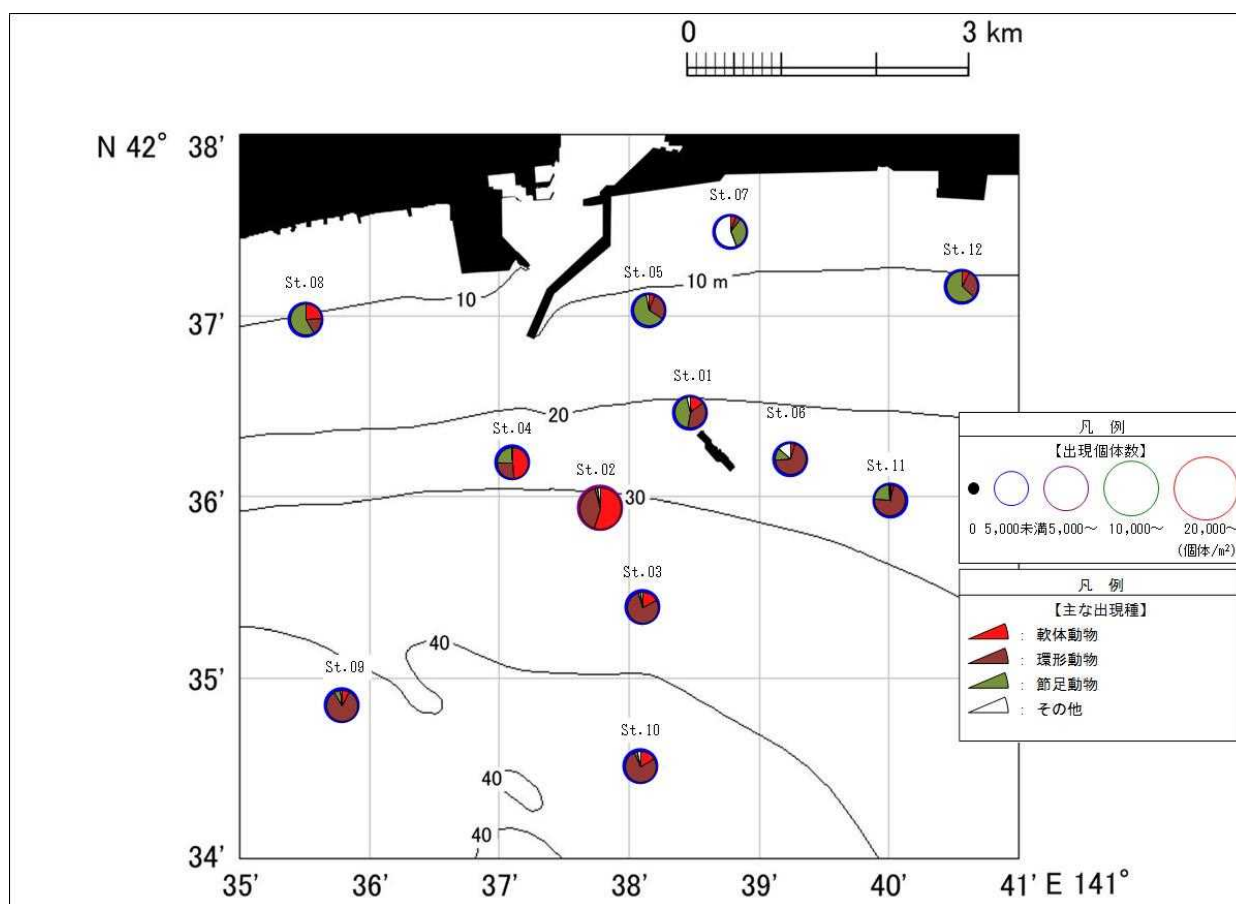 0 3 km
N 42° 38'
St.07
St.12
St.08
St.05
10 m
10
37'
St.01
20
St.06
St.04
St.02
St.11
36'
30
St.03
40
St.09
35'
St.10
40
40
34'
35' 36' 37' 38' 39' 40' 41' E 141°
凡 例
【出現個体数】
0 5,000未満 5,000～ 10,000～ 20,000～
(個体/m²)
凡 例
【主な出現種】
: 軟体動物
: 環形動物
: 節足動物
: その他